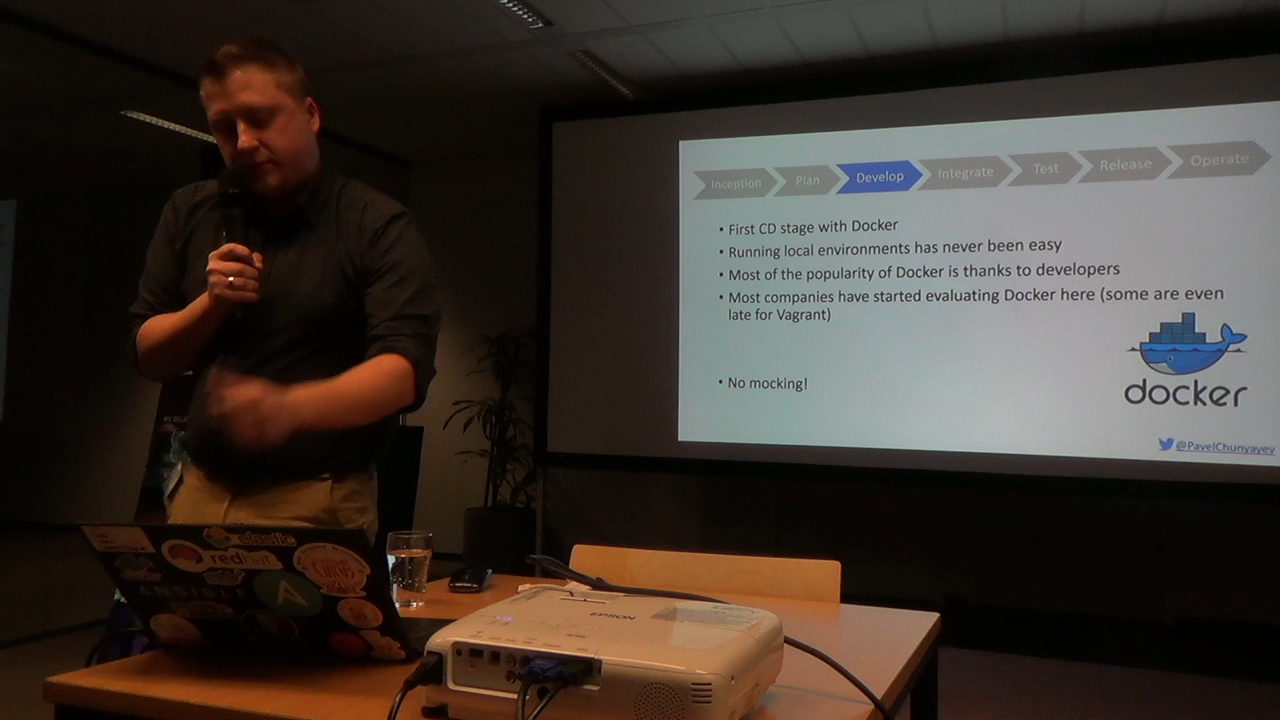 Inception
Plan
Develop
Integrate
Test
Release
Operate
• First CD stage with Docker
• Running local environments has never been easy
• Most of the popularity of Docker is thanks to developers
• Most companies have started evaluating Docker here (some are even
late for Vagrant)
• No mocking!
docker
@PavelChunyayev
elastic
redhat
ANSIBLE
A
EPSON